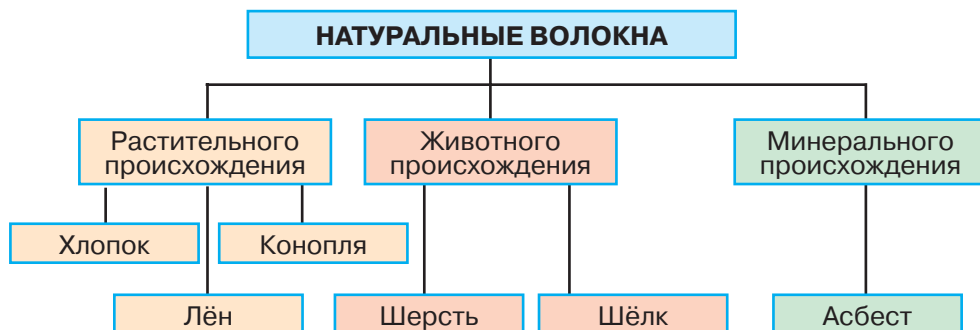 НАТУРАЛЬНЫЕ ВОЛОКНА
Растительного
происхождения
Животного
происхождения
Минерального
происхождения
Хлопок
Конопля
Лён
Шерсть
Шёлк
Асбест